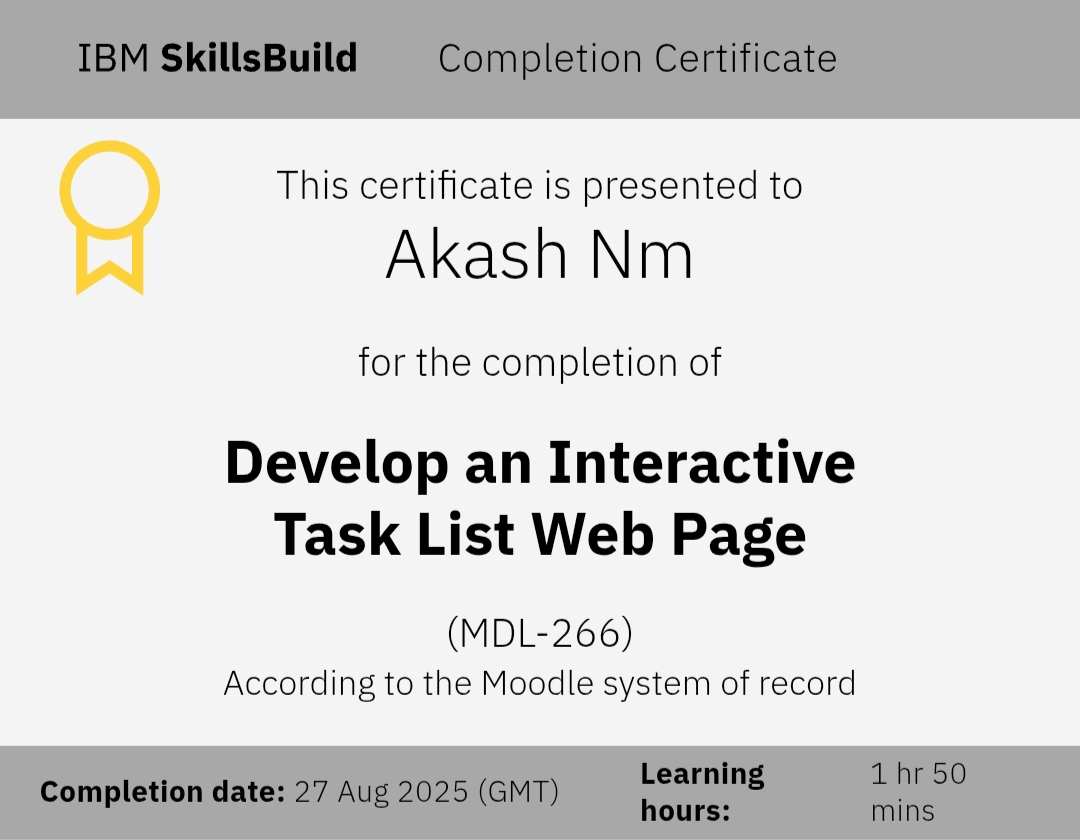 IBM SkillsBuild Completion Certificate
This certificate is presented to
Akash Nm
for the completion of
Develop an Interactive
Task List Web Page
(MDL-266)
According to the Moodle system of record
Completion date: 27 Aug 2025 (GMT)
Learning hours:
1 hr 50 mins